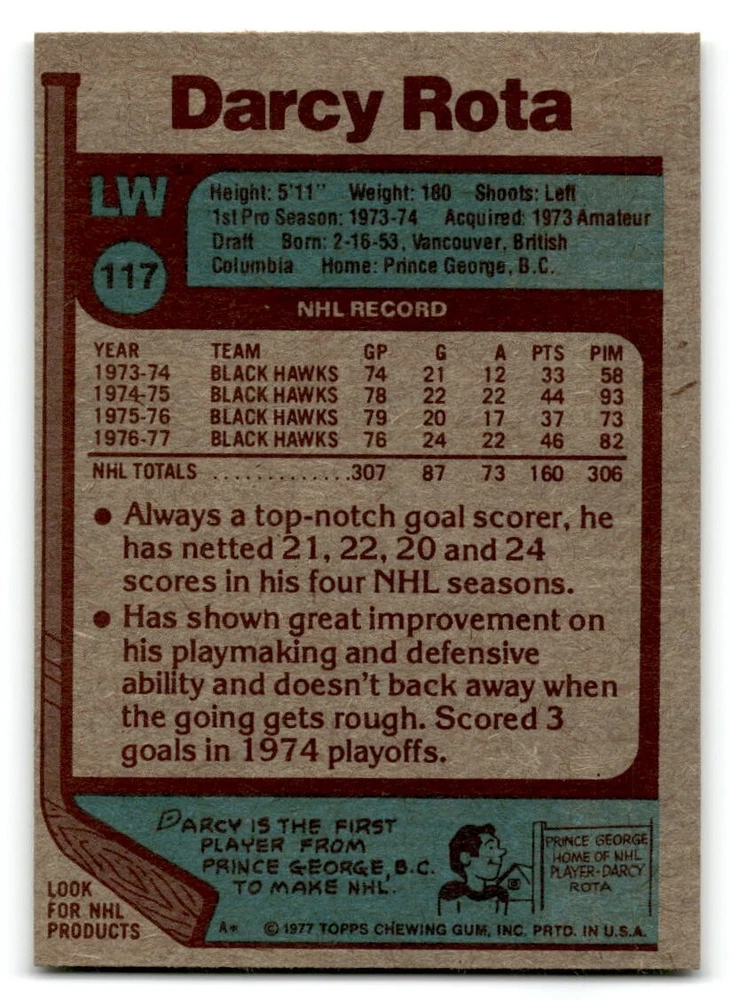 Darcy Rota
LW
117
Height: 5'11" Weight: 180 Shoots: Left
1st Pro Season: 1973-74 Acquired: 1973 Amateur
Draft Born: 2-16-53, Vancouver, British
Columbia Home: Prince George, B.C.
NHL RECORD
YEAR TEAM GP G A PTS PIM
1973-74 BLACK HAWKS 74 21 12 33 58
1974-75 BLACK HAWKS 78 22 22 44 93
1975-76 BLACK HAWKS 79 20 17 37 73
1976-77 BLACK HAWKS 76 24 22 46 82
NHL TOTALS .............307 87 73 160 306
● Always a top-notch goal scorer, he
has netted 21, 22, 20 and 24
scores in his four NHL seasons.
● Has shown great improvement on
his playmaking and defensive
ability and doesn't back away when
the going gets rough. Scored 3
goals in 1974 playoffs.
DARCY IS THE FIRST
PLAYER FROM
PRINCE GEORGE, B.C.
TO MAKE NHL.
PRINCE GEORGE
HOME OF NHL
PLAYER-DARCY
ROTA
LOOK
FOR NHL
PRODUCTS
A* © 1977 TOPPS CHEWING GUM, INC. PRTD. IN U.S.A.